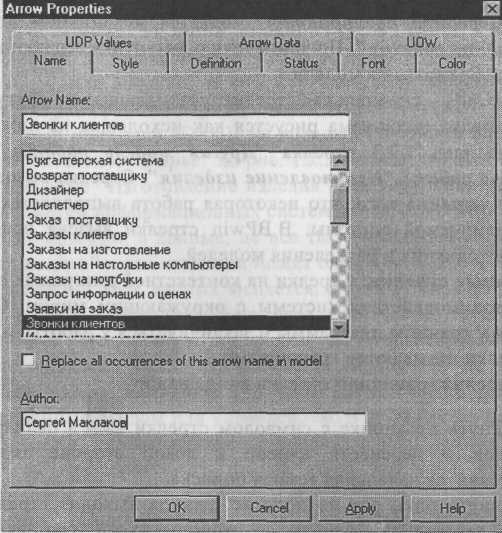 Arrow Properties
UDP Values
Arrow Data
UOW
Name
Style
Definition
Status
Font
Color
Arrow Name:
Звонки клиентов
Бухгалтерская система
Возврат поставщику
Дизайнер
Диспетчер
Заказ поставщику
Заказы клиентов
Заказы на изготовление
Заказы на настольные компьютеры
Заказы на ноутбуки
Запрос информации о ценах
Заявки на заказ
Звонки клиентов
Replace all occurrences of this arrow name in model
Author:
Сергей Маклаков
OK
Cancel
Apply
Help